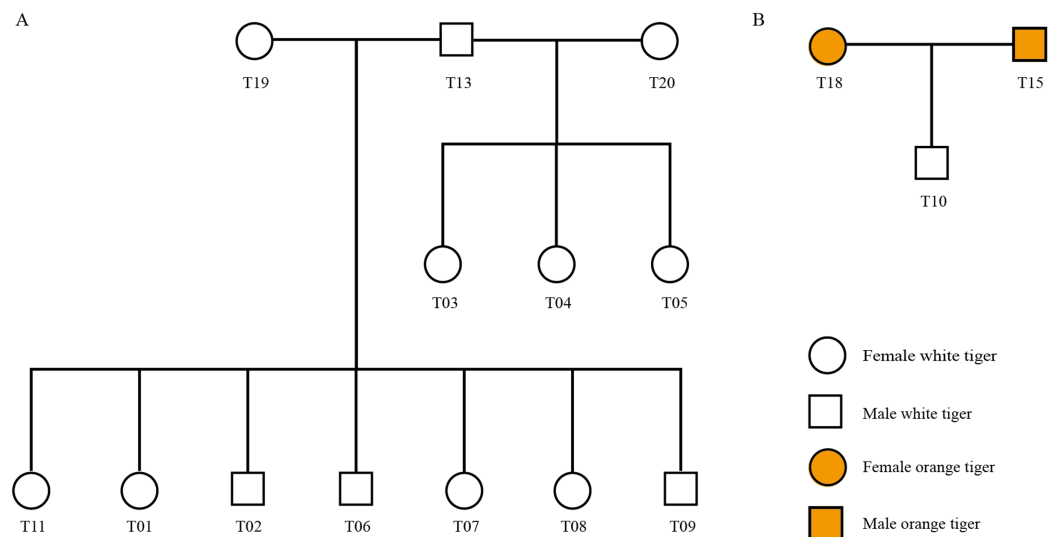 A
B
T19
T13
T20
T18
T15
T10
T03
T04
T05
Female white tiger
Male white tiger
Female orange tiger
Male orange tiger
T11
T01
T02
T06
T07
T08
T09